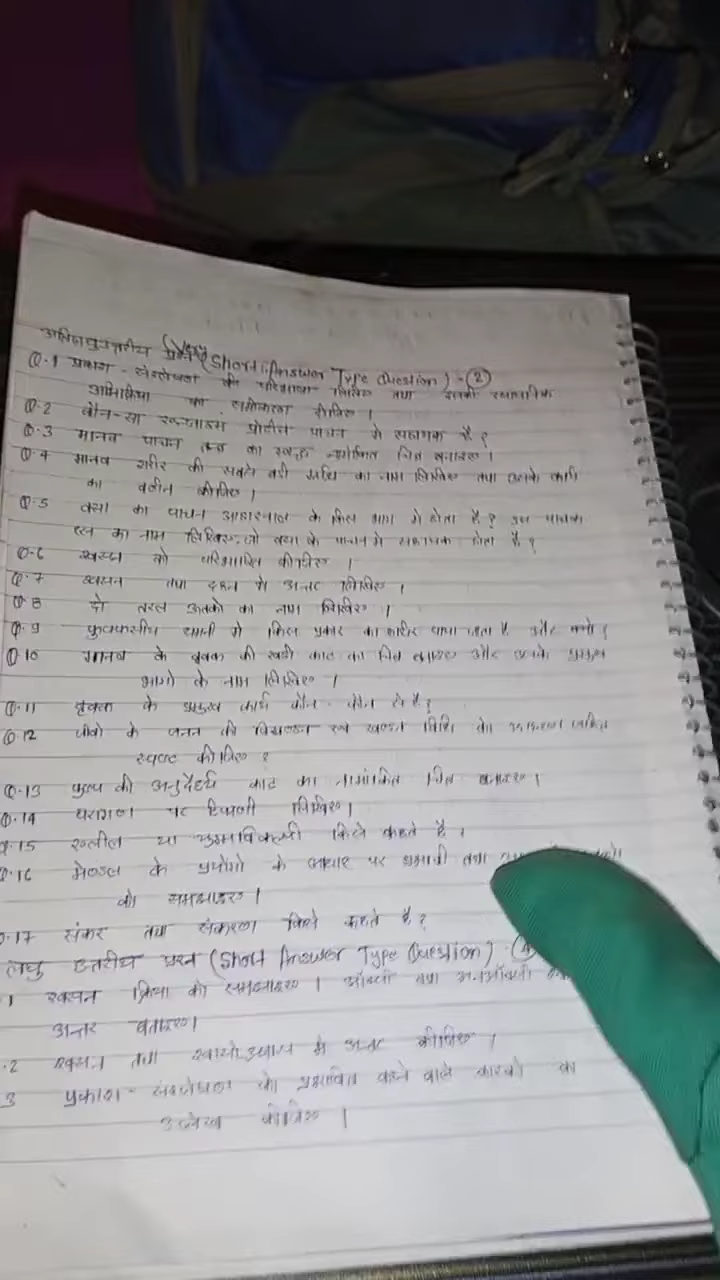 अतिलघुउत्तरीय प्रश्न (Very Short Answer Type Question) - (2)
Q.1 प्रकाश - संश्लेषण की परिभाषा लिखिए तथा इसकी रासायनिक
अभिक्रिया का समीकरण दीजिए ।
Q.2 कौन-सा एन्जाइम प्रोटीन पाचन में सहायक है ?
Q.3 मानव पाचन तन्त्र का स्वच्छ नामांकित चित्र बनाइए ।
Q.4 मानव शरीर की सबसे बड़ी ग्रंथि का नाम लिखिए तथा उसके कार्यों
का वर्णन कीजिए ।
Q.5 वसा का पाचन आहारनाल के किस भाग में होता है ? उस पाचक
रस का नाम लिखिए जो वसा के पाचन में सहायक होता है ?
Q.6 श्वसन को परिभाषित कीजिए ।
Q.7 श्वसन तथा दहन में अन्तर लिखिए ।
Q.8 दो तरल ऊतकों का नाम लिखिए ।
Q.9 फुफ्फुसीय धमनी में किस प्रकार का रुधिर पाया जाता है और क्यों ?
Q.10 मानव के वृक्क की खड़ी काट का चित्र बनाइए और उसके प्रमुख
भागों के नाम लिखिए ।
Q.11 वृक्क के प्रमुख कार्य कौन - कौन से है ?
Q.12 जीवों के जनन की विखण्डन एवं खण्डन विधि को उदाहरण सहित
स्पष्ट कीजिए ?
Q.13 पुष्प की अनुदैर्ध्य काट का नामांकित चित्र बनाइए ।
Q.14 परागण पर टिप्पणी लिखिए ।
Q.15 एलील या युग्मविकल्पी किसे कहते है ।
Q.16 मेण्डल के प्रयोगों के आधार पर प्रभावी तथा
को समझाइए ।
Q.17 संकर तथा संकरण किसे कहते है ?
लघु उत्तरीय प्रश्न (Short Answer Type Question)
1 श्वसन क्रिया को समझाइए । ऑक्सी तथा अनऑक्सी
अन्तर बताइए ।
.2 श्वसन तथा श्वासोच्छवास में अन्तर कीजिए ।
3 प्रकाश - संश्लेषण को प्रभावित करने वाले कारकों का
उल्लेख कीजिए ।